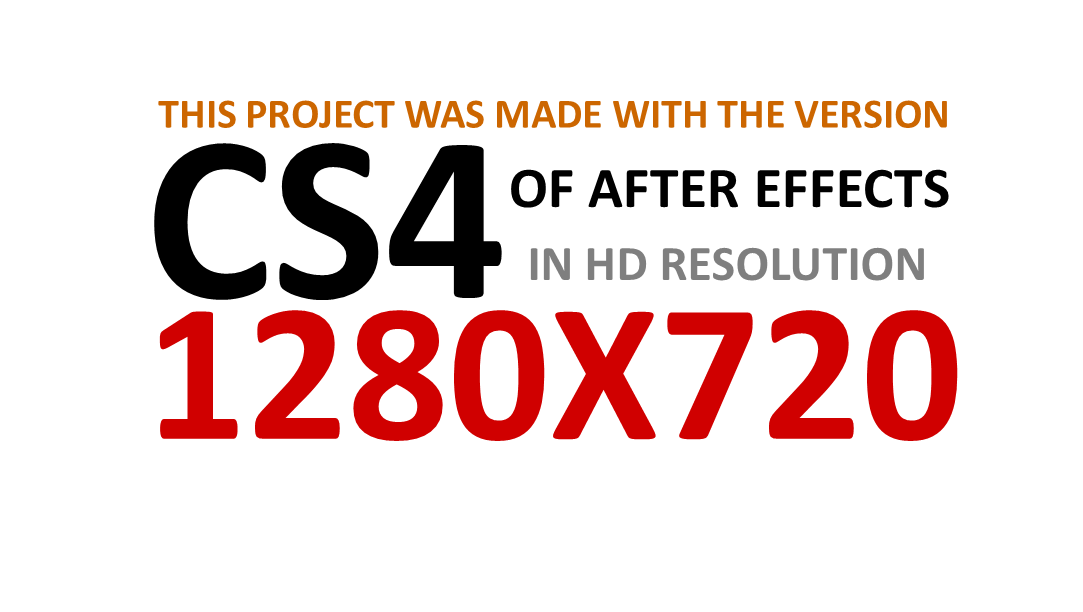 THIS PROJECT WAS MADE WITH THE VERSION
CS4 OF AFTER EFFECTS
IN HD RESOLUTION
1280X720